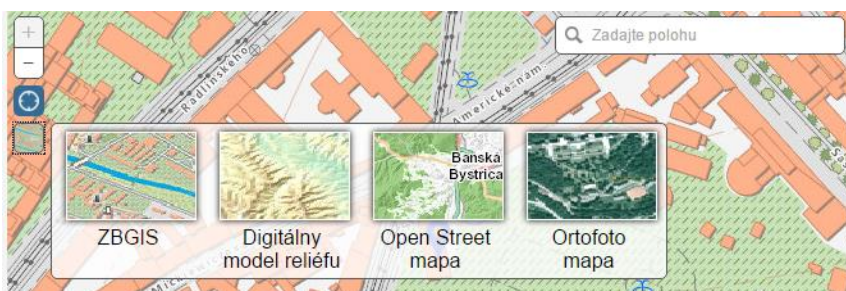 +
Zadajte polohu
−
Radlinského
Americké nám.
Banská
Bystrica
ZBGIS
Digitálny
model reliéfu
Open Street
mapa
Ortofoto
mapa